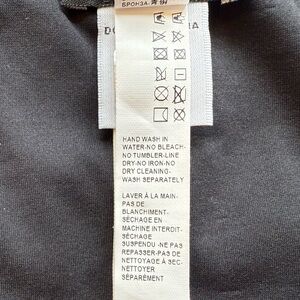 HAND WASH IN
WATER-NO BLEACH-
NO TUMBLER-LINE
DRY-NO IRON-NO
DRY CLEANING-
WASH SEPARATELY
LAVER À LA MAIN-
PAS DE
BLANCHIMENT-
SÉCHAGE EN
MACHINE INTERDIT-
SÉCHAGE
SUSPENDU -NE PAS
REPASSER-PAS DE
NETTOYAGE À SEC-
NETTOYER
SÉPARÉMENT